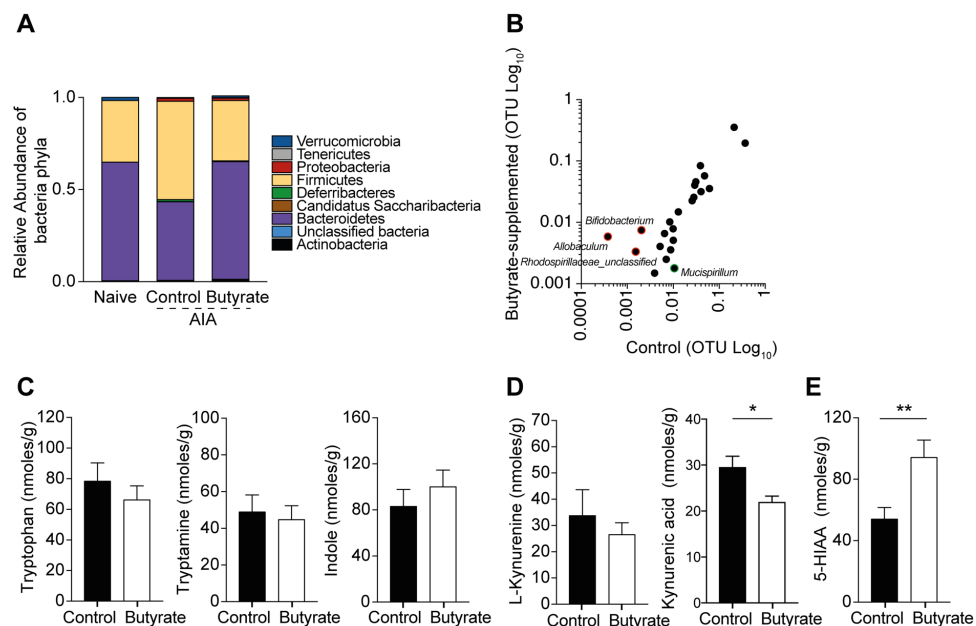 A
Relative Abundance of
bacteria phyla
1.0
0.5
0.0
Naive
Control Butyrate
AIA
Verrucomicrobia
Tenericutes
Proteobacteria
Firmicutes
Deferribacteres
Candidatus Saccharibacteria
Bacteroidetes
Unclassified bacteria
Actinobacteria
B
Butyrate-supplemented (OTU Log10)
1
0.1
0.01
0.001
Bifidobacterium
Allobaculum
Rhodospirillaceae_unclassified
Mucispirillum
0.0001
0.001
0.01
0.1
1
Control (OTU Log10)
C
Tryptophan (nmoles/g)
120
100
80
60
40
20
0
Control Butyrate
Tryptamine (nmoles/g)
100
80
60
40
20
0
Control Butyrate
Indole (nmoles/g)
160
120
80
40
0
Control Butyrate
D
L-Kynurenine (nmoles/g)
70
60
50
40
30
20
10
0
Control Butyrate
Kynurenic acid (nmoles/g)
40
30
20
10
0
*
Control Butyrate
E
5-HIAA (nmoles/g)
120
80
40
0
**
Control Butyrate